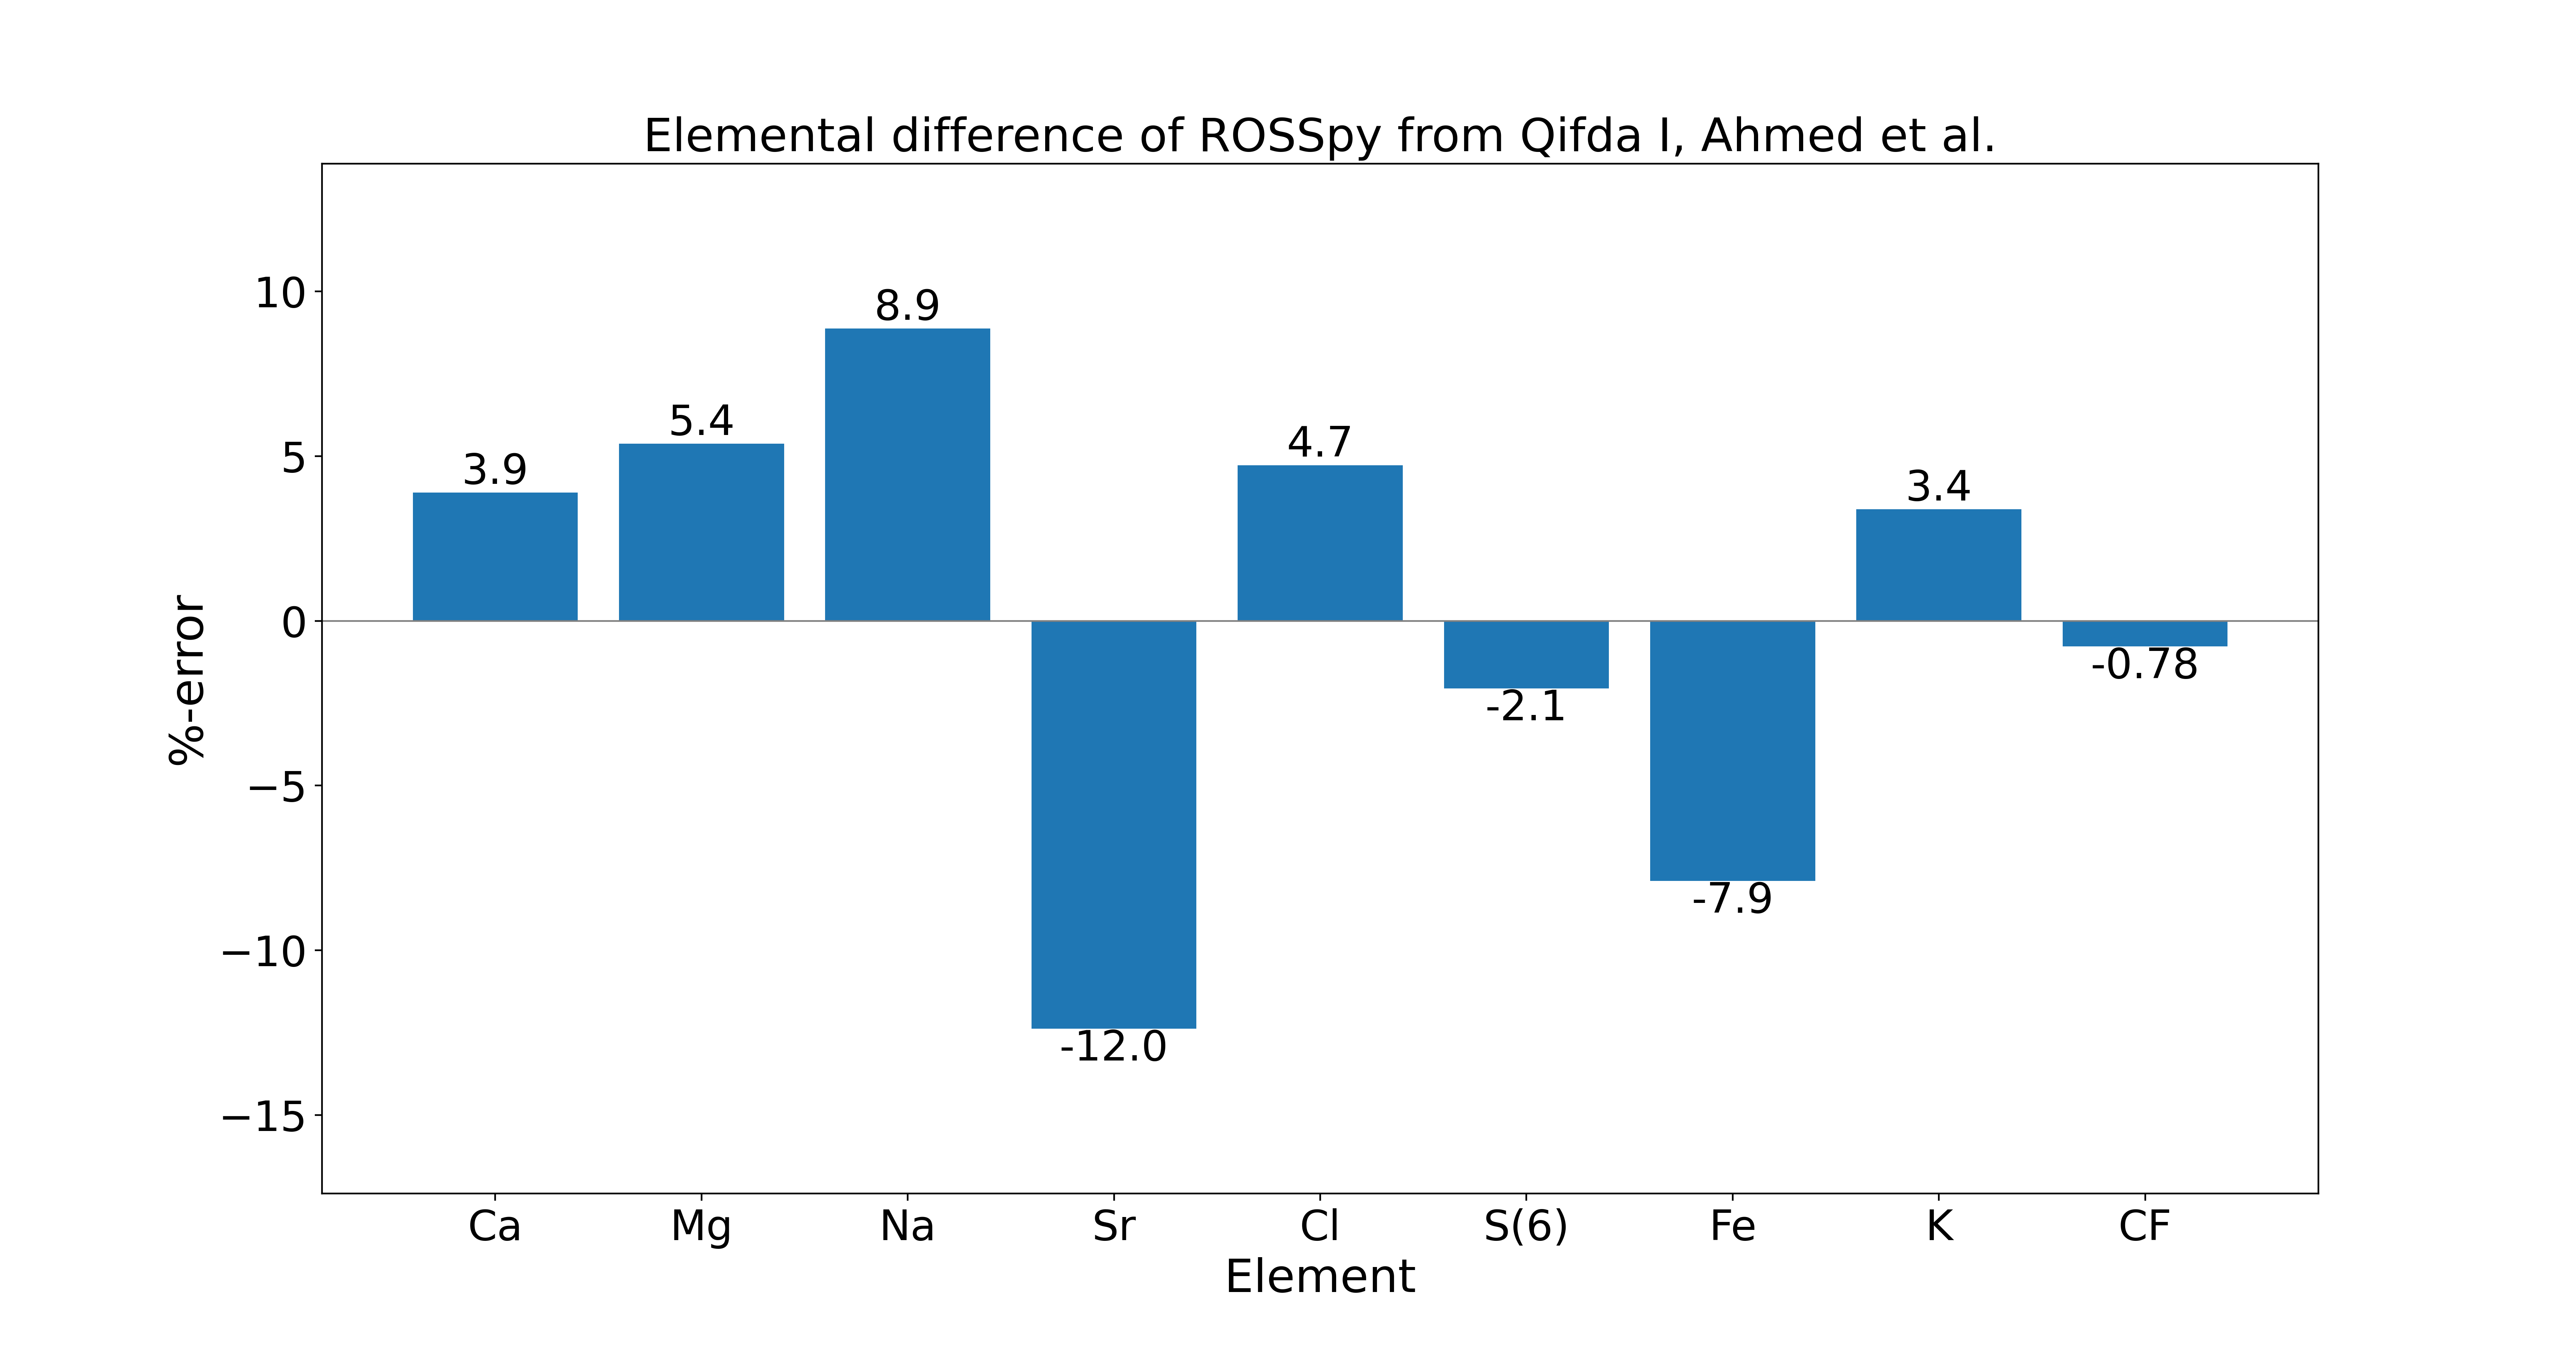 Elemental difference of ROSSpy from Qifda I, Ahmed et al.
%-error
10
5
0
−5
−10
−15
3.9
5.4
8.9
-12.0
4.7
-2.1
-7.9
3.4
-0.78
Ca
Mg
Na
Sr
Cl
S(6)
Fe
K
CF
Element